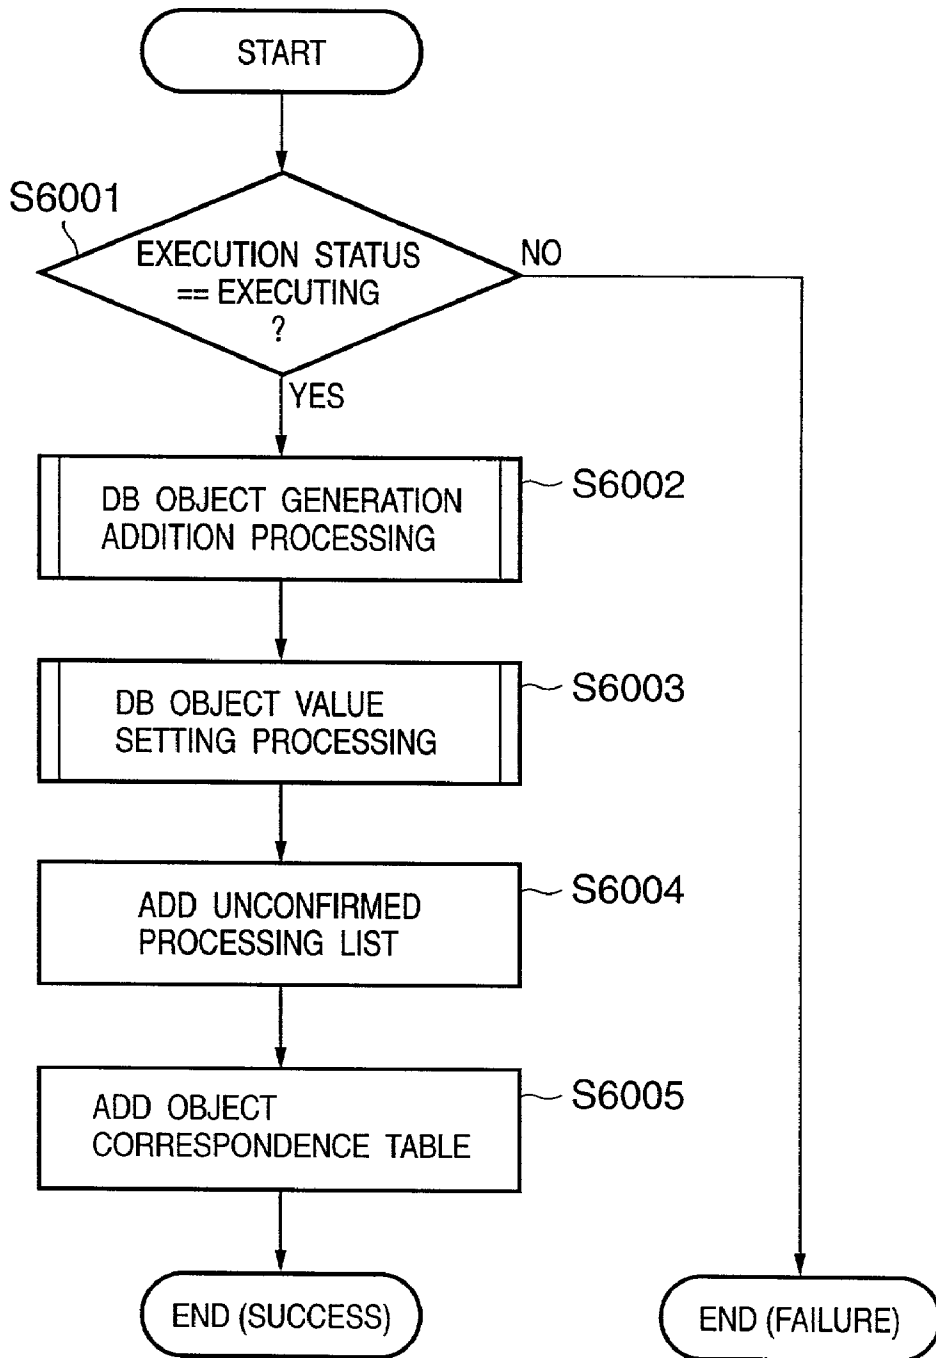 START
S6001
EXECUTION STATUS
== EXECUTING
?
NO
YES
DB OBJECT GENERATION
ADDITION PROCESSING
S6002
DB OBJECT VALUE
SETTING PROCESSING
S6003
ADD UNCONFIRMED
PROCESSING LIST
S6004
ADD OBJECT
CORRESPONDENCE TABLE
S6005
END (SUCCESS)
END (FAILURE)